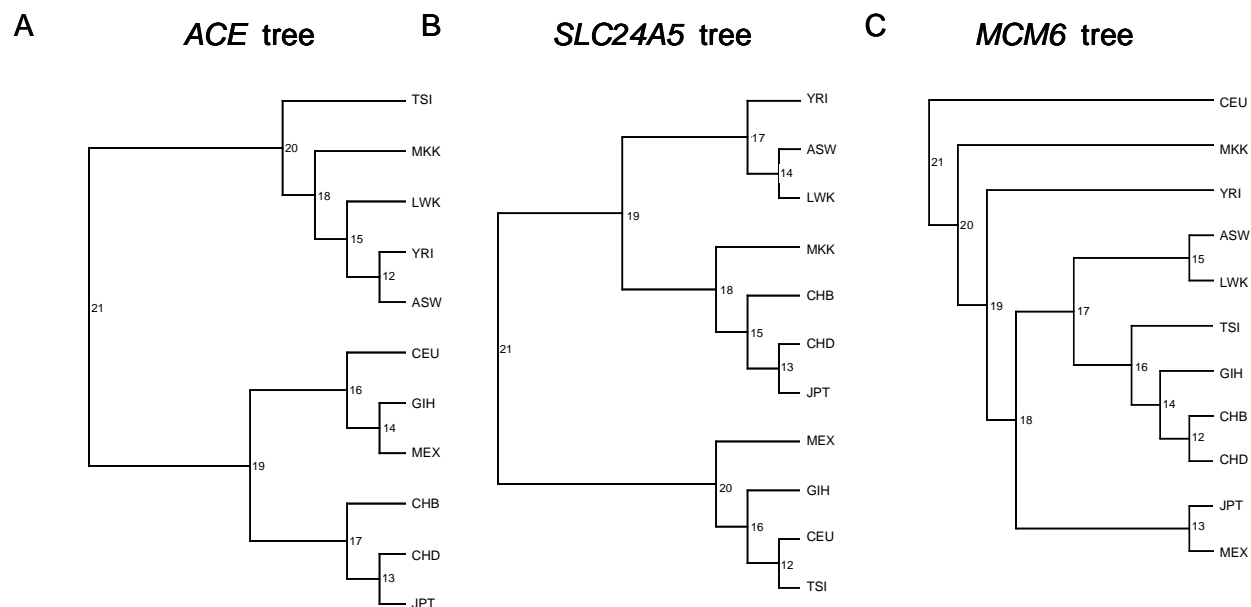 A
ACE tree
TSI
20
MKK
18
LWK
15
YRI
12
ASW
21
CEU
16
GIH
14
MEX
19
CHB
17
CHD
13
JPT
B
SLC24A5 tree
YRI
17
ASW
14
LWK
19
MKK
18
CHB
15
CHD
13
JPT
21
MEX
20
GIH
16
CEU
12
TSI
C
MCM6 tree
CEU
21
MKK
20
YRI
19
ASW
15
LWK
17
TSI
16
GIH
14
CHB
12
CHD
18
JPT
13
MEX